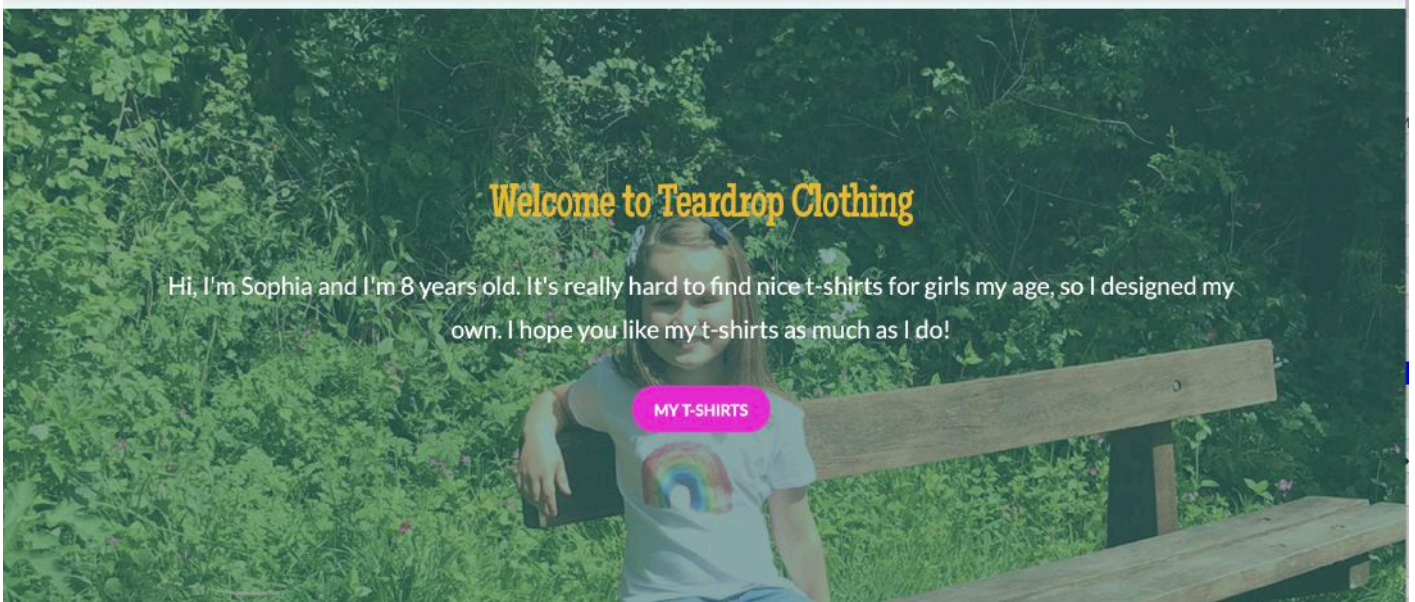 Welcome to Teardrop Clothing
Hi, I'm Sophia and I'm 8 years old. It's really hard to find nice t-shirts for girls my age, so I designed my
own. I hope you like my t-shirts as much as I do!
MY T-SHIRTS